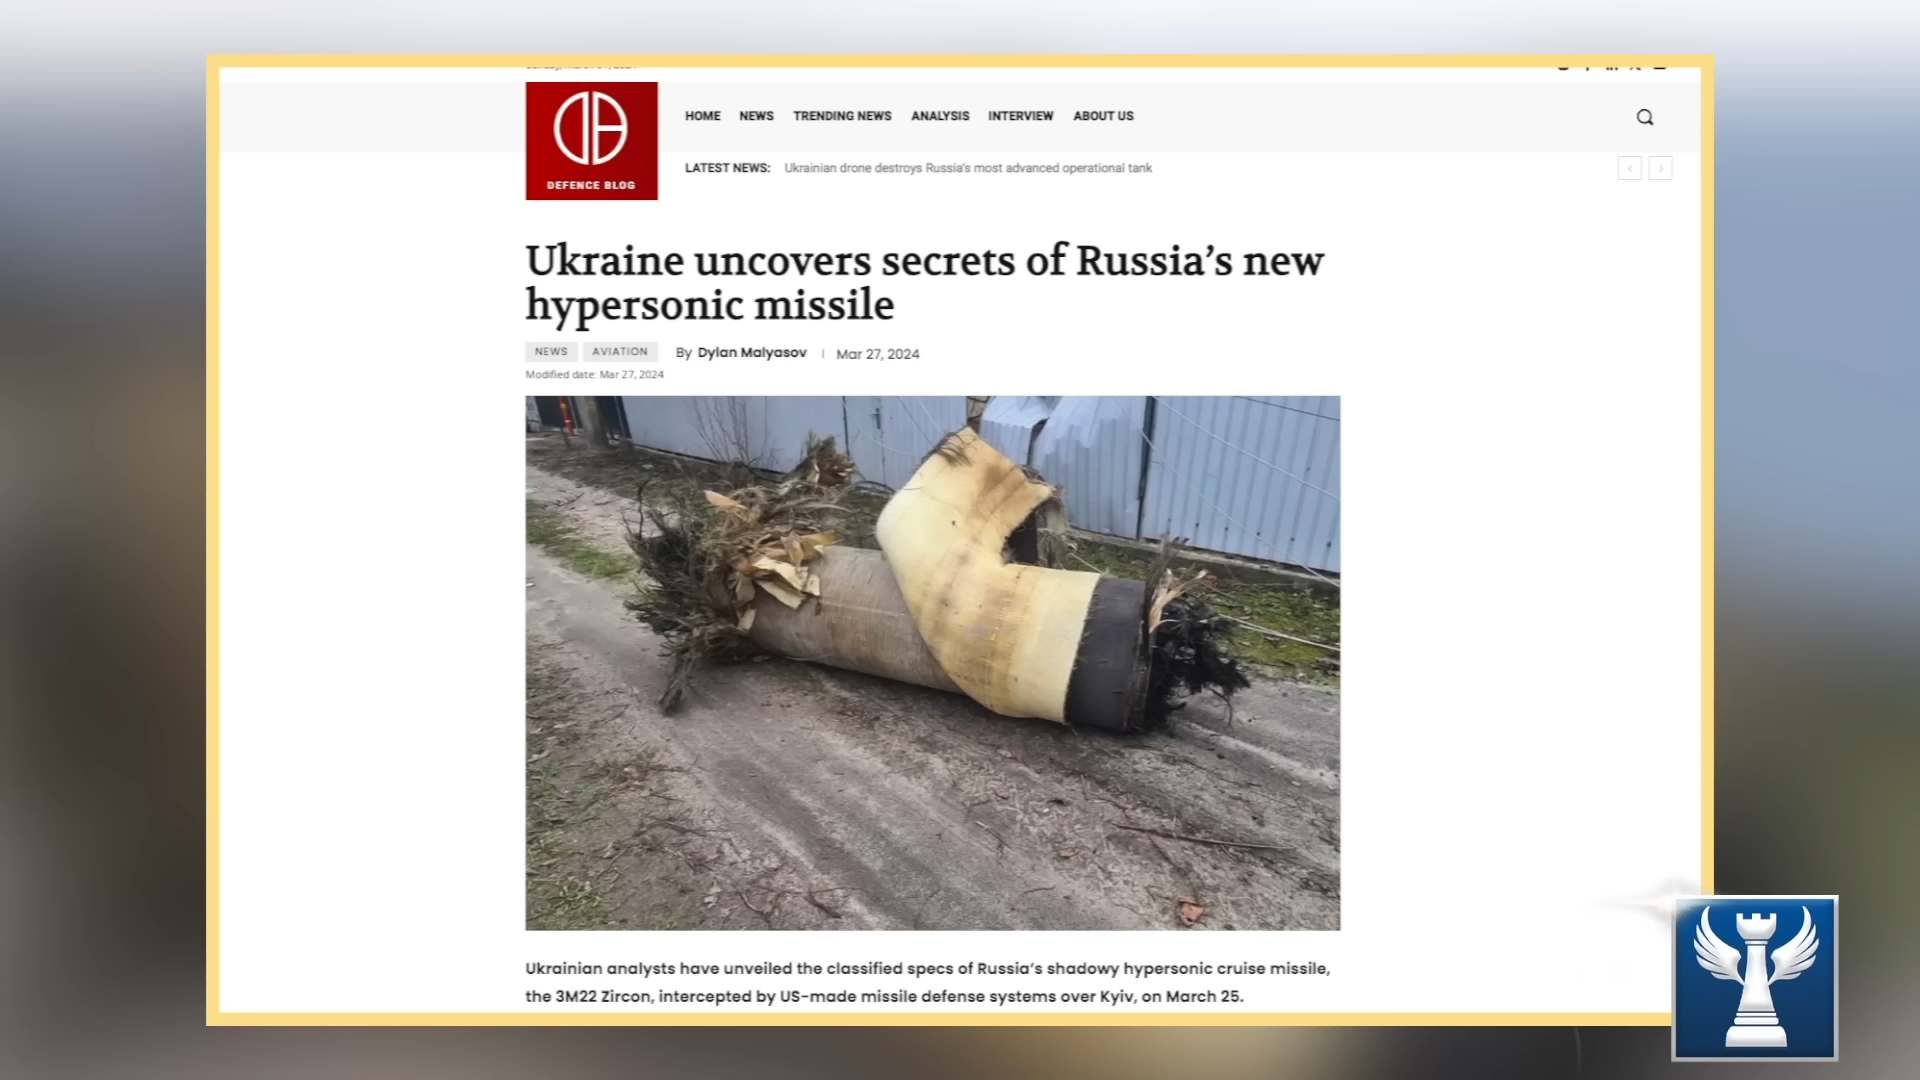 HOME NEWS TRENDING NEWS ANALYSIS INTERVIEW ABOUT US
DEFENCE BLOG
LATEST NEWS: Ukrainian drone destroys Russia's most advanced operational tank
Ukraine uncovers secrets of Russia’s new
hypersonic missile
NEWS AVIATION By Dylan Malyasov | Mar 27, 2024
Modified date: Mar 27, 2024
Ukrainian analysts have unveiled the classified specs of Russia’s shadowy hypersonic cruise missile,
the 3M22 Zircon, intercepted by US-made missile defense systems over Kyiv, on March 25.